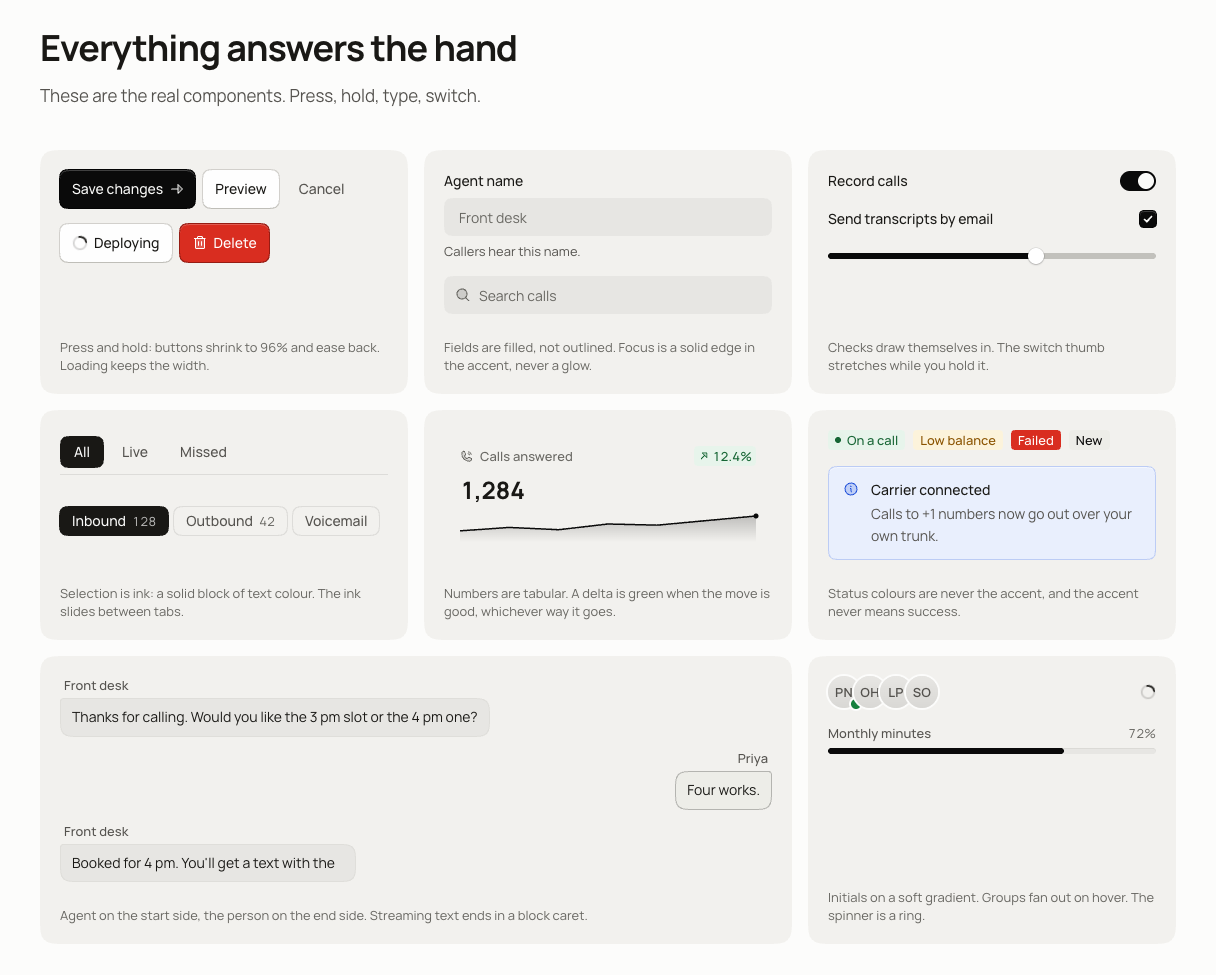 Everything answers the hand
These are the real components. Press, hold, type, switch.
Save changes
Preview
Cancel
Deploying
Delete
Press and hold: buttons shrink to 96% and ease back.
Loading keeps the width.
Agent name
Front desk
Callers hear this name.
Search calls
Fields are filled, not outlined. Focus is a solid edge in
the accent, never a glow.
Record calls
Send transcripts by email
Checks draw themselves in. The switch thumb
stretches while you hold it.
All
Live
Missed
Inbound 128
Outbound 42
Voicemail
Selection is ink: a solid block of text colour. The ink
slides between tabs.
Calls answered
12.4%
1,284
Numbers are tabular. A delta is green when the move is
good, whichever way it goes.
On a call
Low balance
Failed
New
Carrier connected
Calls to +1 numbers now go out over your
own trunk.
Status colours are never the accent, and the accent
never means success.
Front desk
Thanks for calling. Would you like the 3 pm slot or the 4 pm one?
Priya
Four works.
Front desk
Booked for 4 pm. You'll get a text with the
Agent on the start side, the person on the end side. Streaming text ends in a block caret.
PN
OH
LP
SO
Monthly minutes
72%
Initials on a soft gradient. Groups fan out on hover. The
spinner is a ring.